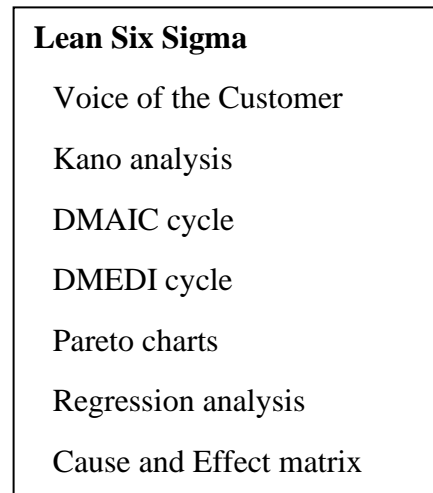 Lean Six Sigma
Voice of the Customer
Kano analysis
DMAIC cycle
DMEDI cycle
Pareto charts
Regression analysis
Cause and Effect matrix